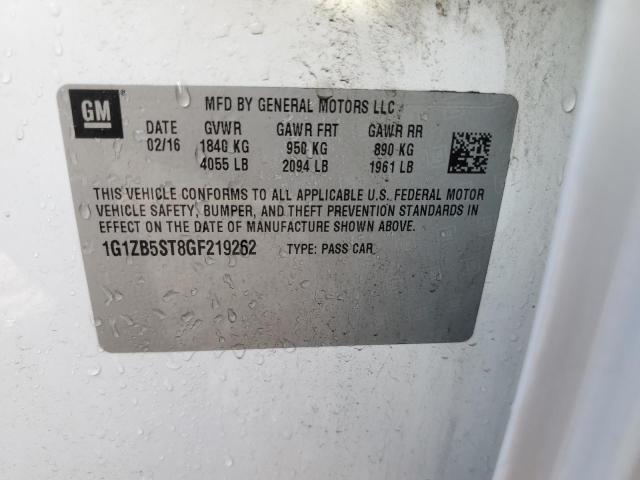 GM ®
MFD BY GENERAL MOTORS LLC
DATE GVWR GAWR FRT GAWR RR
02/16 1840 KG 950 KG 890 KG
4055 LB 2094 LB 1961 LB
THIS VEHICLE CONFORMS TO ALL APPLICABLE U.S. FEDERAL MOTOR
VEHICLE SAFETY, BUMPER, AND THEFT PREVENTION STANDARDS IN
EFFECT ON THE DATE OF MANUFACTURE SHOWN ABOVE.
1G1ZB5ST8GF219262 TYPE: PASS CAR